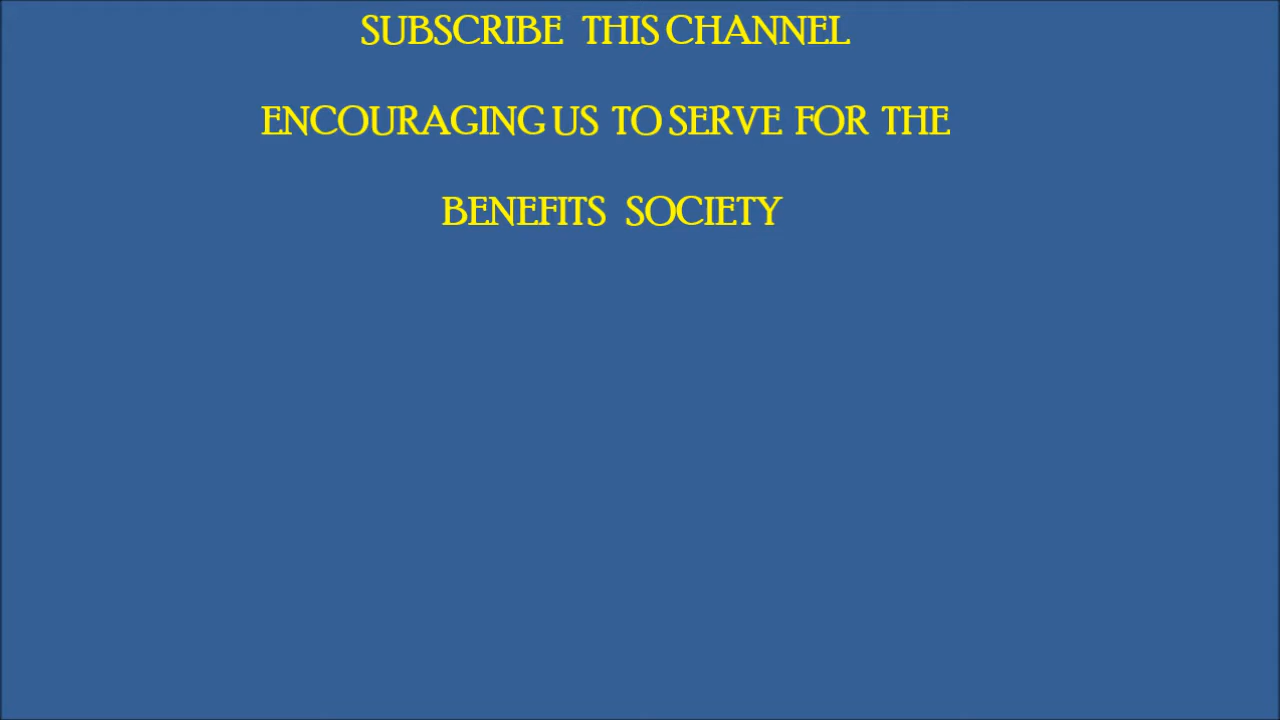 SUBSCRIBE THIS CHANNEL
ENCOURAGING US TO SERVE FOR THE
BENEFITS SOCIETY